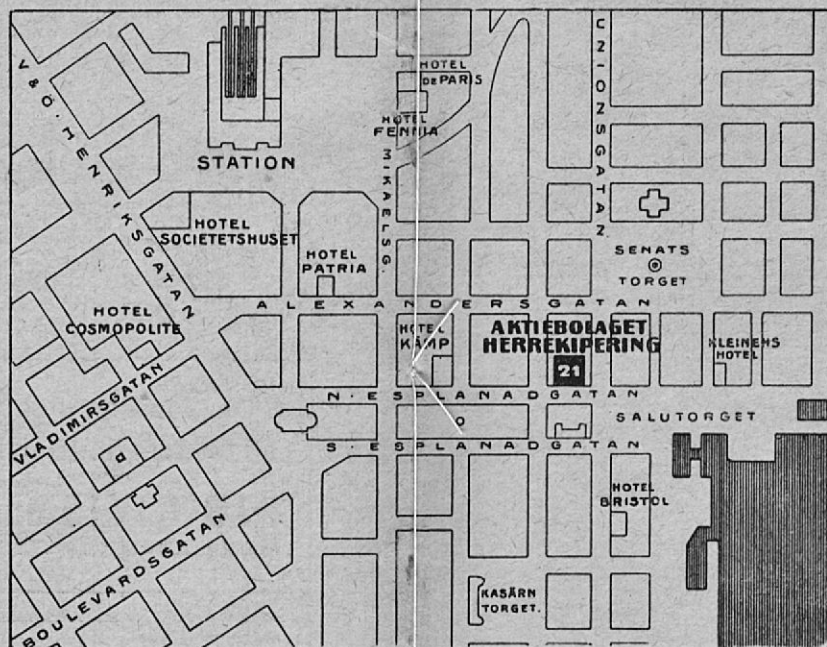 HOTEL
DE PARIS
HOTEL
FENNIA
UNIONSGATAN
V & Ö. HENRIKSGATAN
STATION
MIKAELSG.
HOTEL
SOCIETETSHUSET
HOTEL
PATRIA
SENATS
TORGET
ALEXANDERSGATAN
HOTEL
COSMOPOLITE
HOTEL
KÄMP
AKTIEBOLAGET
HERREKIPERING
21
KLEINEHS
HOTEL
N. ESPLANADGATAN
VLADIMIRSGATAN
SALUTORGET
S. ESPLANADGATAN
HOTEL
BRISTOL
BOULEVARDSGATAN
KASÄRN
TORGET.